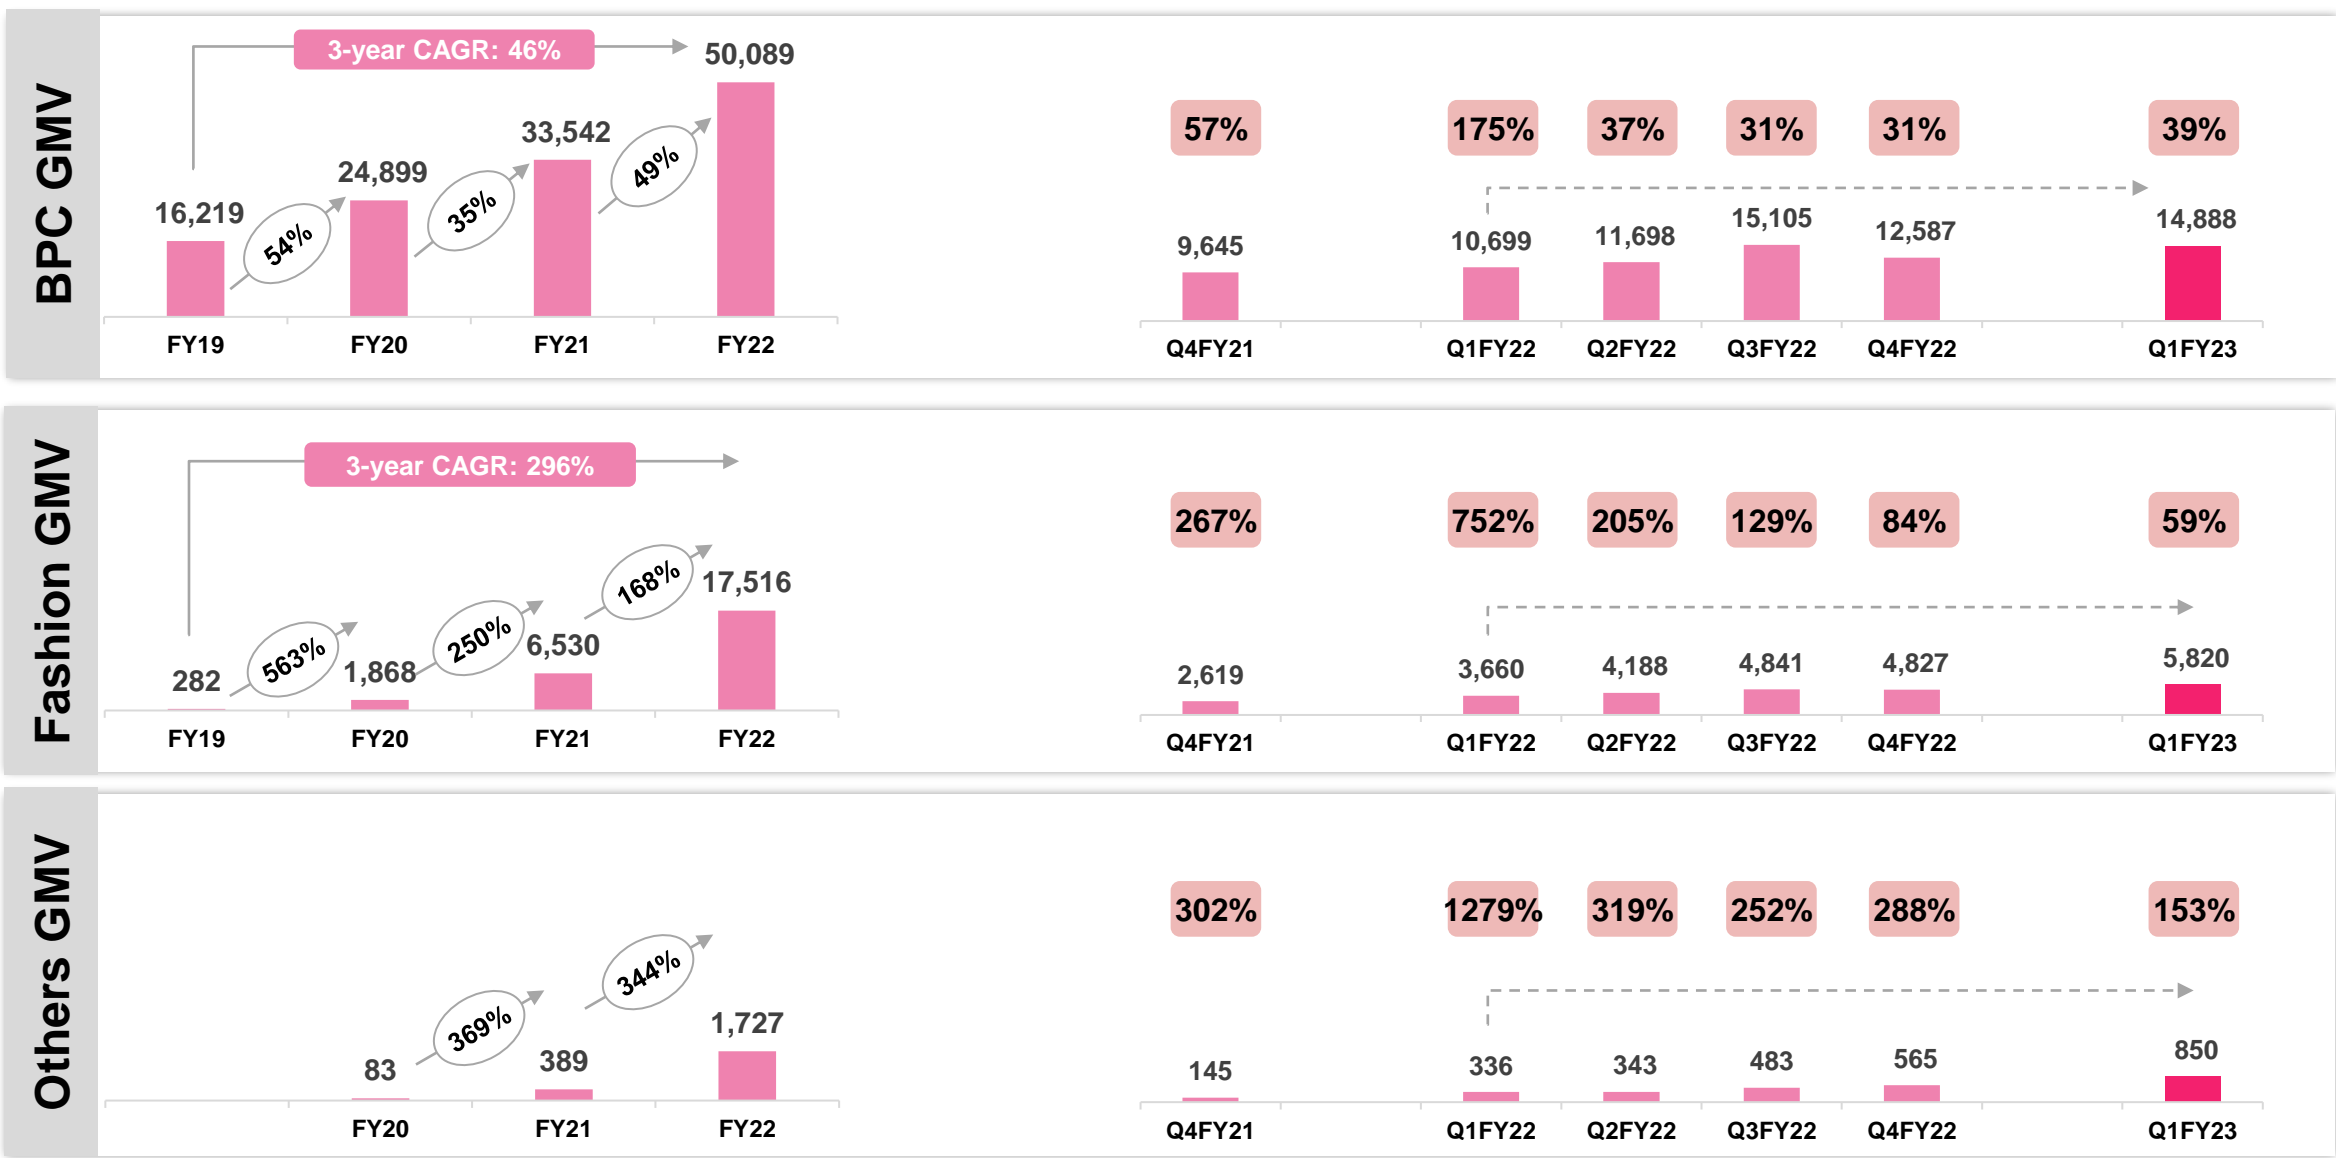 BPC GMV
3-year CAGR: 46%
50,089
33,542
24,899
16,219
54%
35%
49%
FY19 FY20 FY21 FY22
57% 175% 37% 31% 31% 39%
9,645 10,699 11,698 15,105 12,587 14,888
Q4FY21 Q1FY22 Q2FY22 Q3FY22 Q4FY22 Q1FY23
Fashion GMV
3-year CAGR: 296%
282 1,868 6,530 17,516
563% 250% 168%
FY19 FY20 FY21 FY22
267% 752% 205% 129% 84% 59%
2,619 3,660 4,188 4,841 4,827 5,820
Q4FY21 Q1FY22 Q2FY22 Q3FY22 Q4FY22 Q1FY23
Others GMV
369% 344%
83 389 1,727
FY20 FY21 FY22
302% 1279% 319% 252% 288% 153%
145 336 343 483 565 850
Q4FY21 Q1FY22 Q2FY22 Q3FY22 Q4FY22 Q1FY23